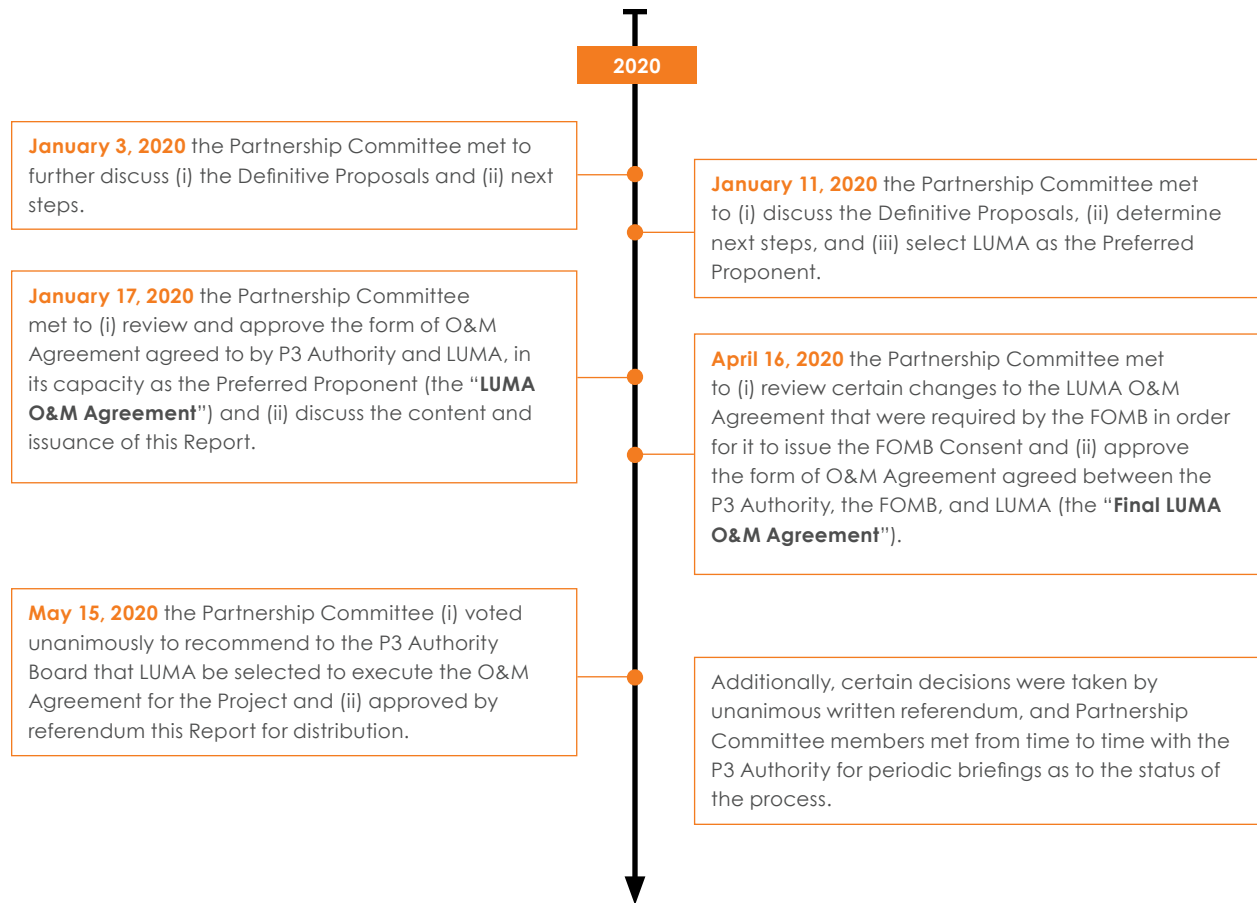 2020
January 3, 2020 the Partnership Committee met to
further discuss (i) the Definitive Proposals and (ii) next
steps.
January 11, 2020 the Partnership Committee met
to (i) discuss the Definitive Proposals, (ii) determine
next steps, and (iii) select LUMA as the Preferred
Proponent.
January 17, 2020 the Partnership Committee
met to (i) review and approve the form of O&M
Agreement agreed to by P3 Authority and LUMA, in
its capacity as the Preferred Proponent (the “LUMA
O&M Agreement”) and (ii) discuss the content and
issuance of this Report.
April 16, 2020 the Partnership Committee met
to (i) review certain changes to the LUMA O&M
Agreement that were required by the FOMB in order
for it to issue the FOMB Consent and (ii) approve
the form of O&M Agreement agreed between the
P3 Authority, the FOMB, and LUMA (the “Final LUMA
O&M Agreement”).
May 15, 2020 the Partnership Committee (i) voted
unanimously to recommend to the P3 Authority
Board that LUMA be selected to execute the O&M
Agreement for the Project and (ii) approved by
referendum this Report for distribution.
Additionally, certain decisions were taken by
unanimous written referendum, and Partnership
Committee members met from time to time with the
P3 Authority for periodic briefings as to the status of
the process.